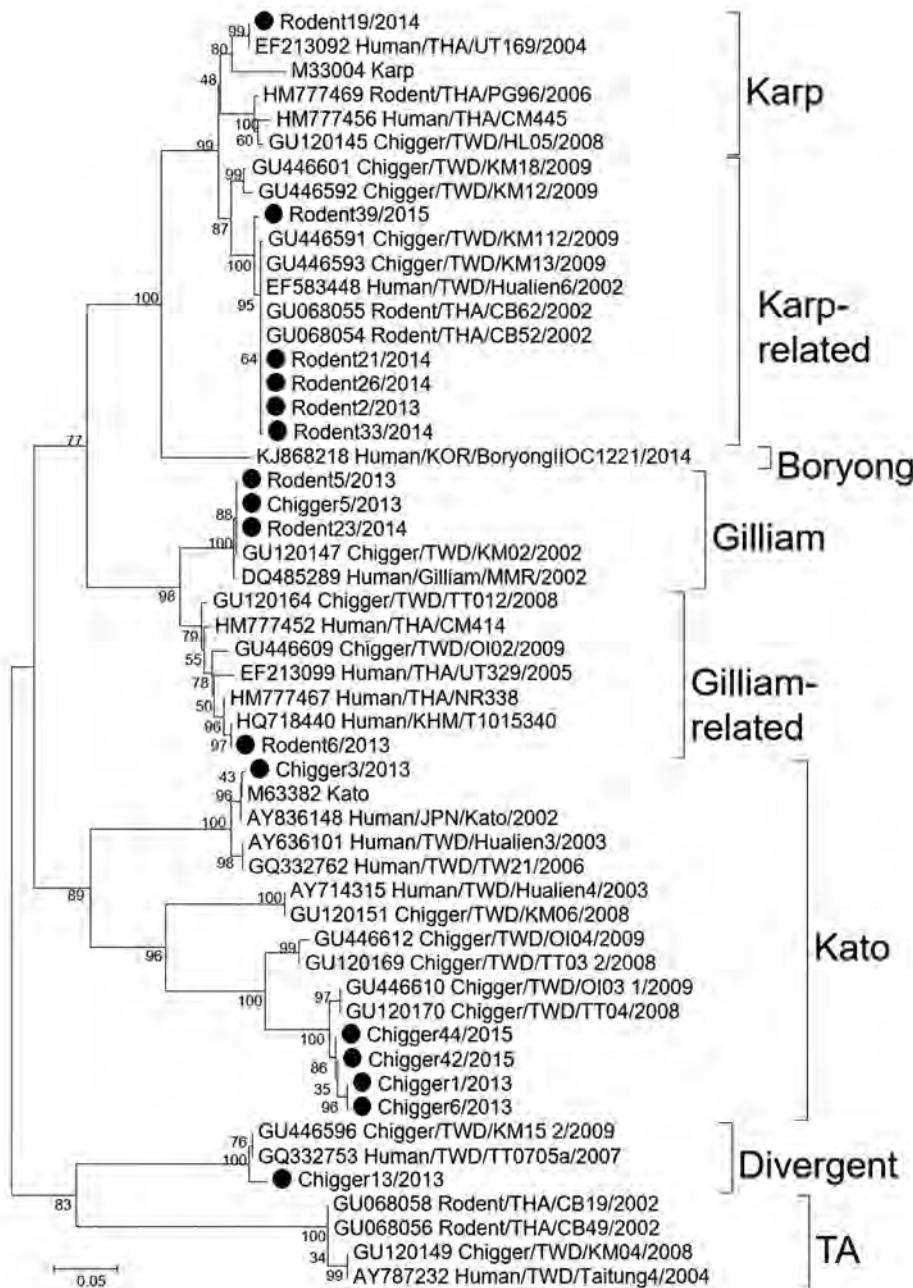 Rodent19/2014
99
EF213092 Human/THA/UT169/2004
80
M33004 Karp
48
HM777469 Rodent/THA/PG96/2006
Karp
100
HM777456 Human/THA/CM445
60
GU120145 Chigger/TWD/HL05/2008
99
GU446601 Chigger/TWD/KM18/2009
99
GU446592 Chigger/TWD/KM12/2009
87
Rodent39/2015
GU446591 Chigger/TWD/KM112/2009
100
GU446593 Chigger/TWD/KM13/2009
EF583448 Human/TWD/Hualien6/2002
100
95
GU068055 Rodent/THA/CB62/2002
Karp-
related
GU068054 Rodent/THA/CB52/2002
64
Rodent21/2014
Rodent26/2014
Rodent2/2013
Rodent33/2014
77
KJ868218 Human/KOR/BoryongIIOC1221/2014
Boryong
Rodent5/2013
Chigger5/2013
88
Rodent23/2014
Gilliam
100
GU120147 Chigger/TWD/KM02/2002
DQ485289 Human/Gilliam/MMR/2002
98
GU120164 Chigger/TWD/TT012/2008
HM777452 Human/THA/CM414
79
GU446609 Chigger/TWD/OI02/2009
55
EF213099 Human/THA/UT329/2005
78
HM777467 Human/THA/NR338
Gilliam-
related
50
HQ718440 Human/KHM/T1015340
96
97
Rodent6/2013
Chigger3/2013
43
M63382 Kato
96
AY836148 Human/JPN/Kato/2002
100
AY636101 Human/TWD/Hualien3/2003
98
GQ332762 Human/TWD/TW21/2006
89
AY714315 Human/TWD/Hualien4/2003
100
GU120151 Chigger/TWD/KM06/2008
96
GU446612 Chigger/TWD/OI04/2009
99
GU120169 Chigger/TWD/TT03 2/2008
Kato
100
GU446610 Chigger/TWD/OI03 1/2009
97
GU120170 Chigger/TWD/TT04/2008
100
Chigger44/2015
Chigger42/2015
86
Chigger1/2013
35
96
Chigger6/2013
GU446596 Chigger/TWD/KM15 2/2009
76
GQ332753 Human/TWD/TT0705a/2007
100
Chigger13/2013
Divergent
83
GU068058 Rodent/THA/CB19/2002
GU068056 Rodent/THA/CB49/2002
100
GU120149 Chigger/TWD/KM04/2008
34
AY787232 Human/TWD/Taitung4/2004
99
TA
0.05